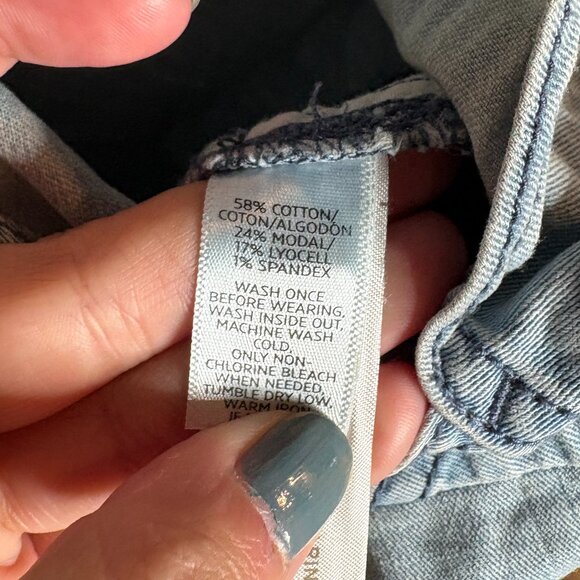 58% COTTON/
COTON/ALGODÓN
24% MODAL/
17% LYOCELL
1% SPANDEX
WASH ONCE
BEFORE WEARING.
WASH INSIDE OUT.
MACHINE WASH
COLD.
ONLY NON-
CHLORINE BLEACH
WHEN NEEDED.
TUMBLE DRY LOW.
WARM IRON